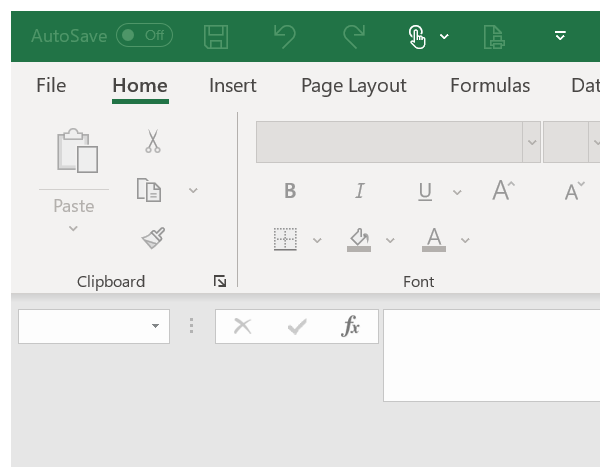 AutoSave Off
File Home Insert Page Layout Formulas Dat
Paste
B I U A A
A
Clipboard Font
fx